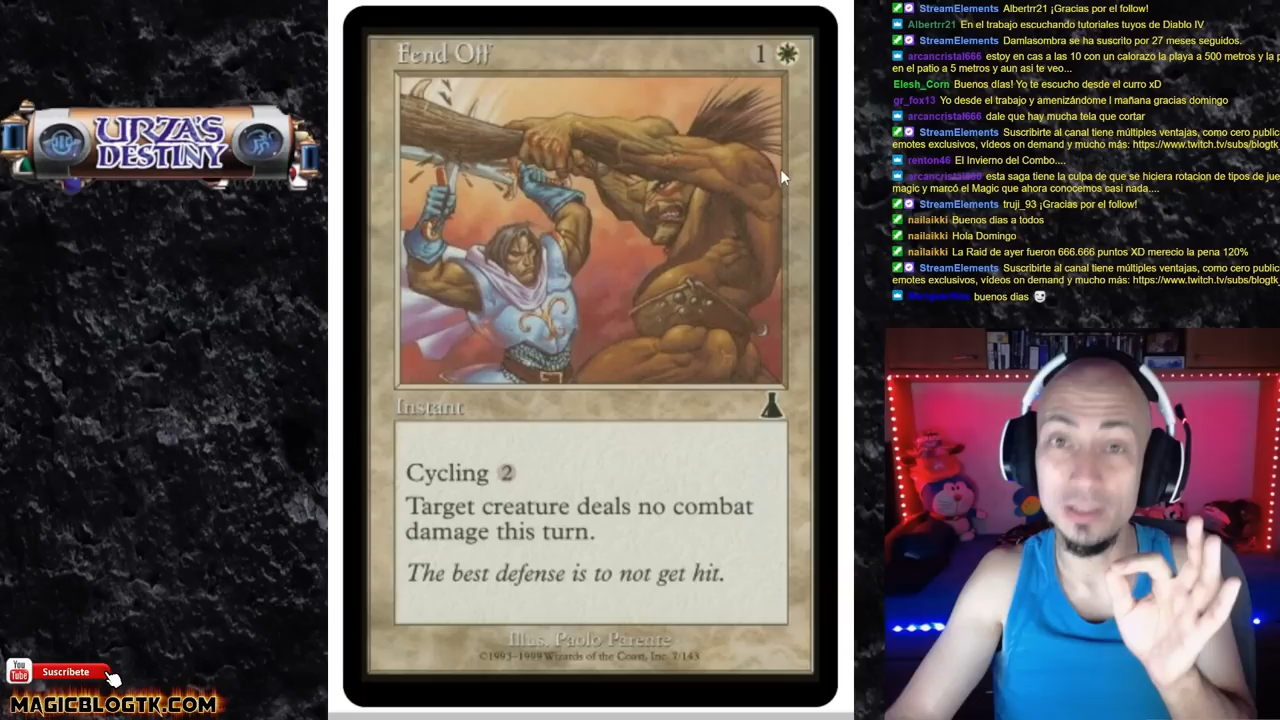 URZA'S
DESTINY
You
Tube
Suscríbete
MAGICBLOGTK.COM
Fend Off
1
Instant
Cycling 2
Target creature deals no combat
damage this turn.
The best defense is to not get hit.
Illus. Paolo Parente
©1993-1999 Wizards of the Coast, Inc. 7/143
StreamElements Albertrr21 ¡Gracias por el follow!
Albertrr21 En el trabajo escuchando tutoriales tuyos de Diablo IV
StreamElements Damlasombra se ha suscrito por 27 meses seguidos.
arcancristal666 estoy en cas a las 10 con un calorazo la playa a 500 metros y la
en el patio a 5 metros y aun asi te veo...
Elesh_Corn Buenos días! Yo te escucho desde el curro xD
gr_fox13 Yo desde el trabajo y amenizándome l mañana gracias domingo
arcancristal666 dale que hay mucha tela que cortar
StreamElements Suscribirte al canal tiene múltiples ventajas, como cero public
emotes exclusivos, vídeos on demand y mucho más: https://www.twitch.tv/subs/blogtk
renton46 El Invierno del Combo....
arcancristal666 esta saga tiene la culpa de que se hiciera rotacion de tipos de jue
magic y marcó el Magic que ahora conocemos casi nada....
StreamElements truji_93 ¡Gracias por el follow!
nailaikki Buenos dias a todos
nailaikki Hola Domingo
nailaikki La Raid de ayer fueron 666.666 puntos XD merecio la pena 120%
StreamElements Suscribirte al canal tiene múltiples ventajas, como cero public
emotes exclusivos, vídeos on demand y mucho más: https://www.twitch.tv/subs/blogtk_
buenos dias